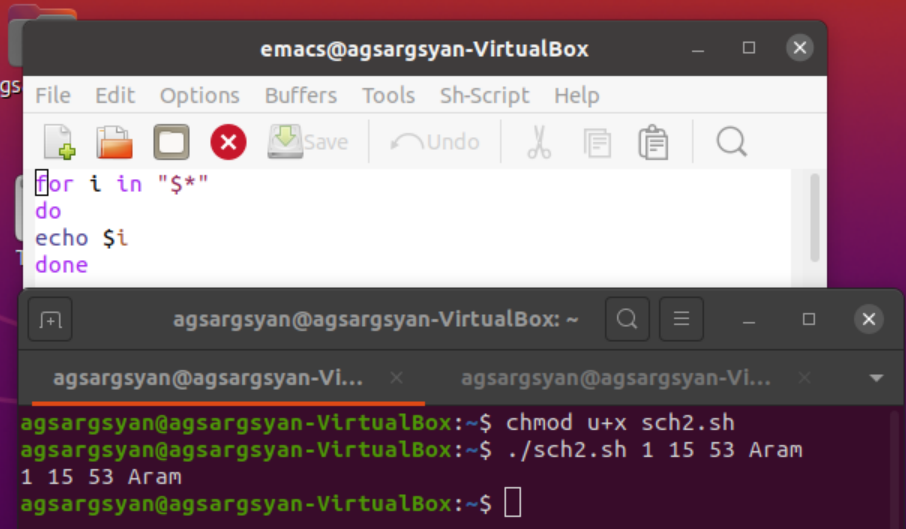 emacs@agsargsyan-VirtualBox
File Edit Options Buffers Tools Sh-Script Help
Save Undo
for i in "$*"
do
echo $i
done
agsargsyan@agsargsyan-VirtualBox: ~
agsargsyan@agsargsyan-Vi... agsargsyan@agsargsyan-Vi...
agsargsyan@agsargsyan-VirtualBox:~$ chmod u+x sch2.sh
agsargsyan@agsargsyan-VirtualBox:~$ ./sch2.sh 1 15 53 Aram
1 15 53 Aram
agsargsyan@agsargsyan-VirtualBox:~$